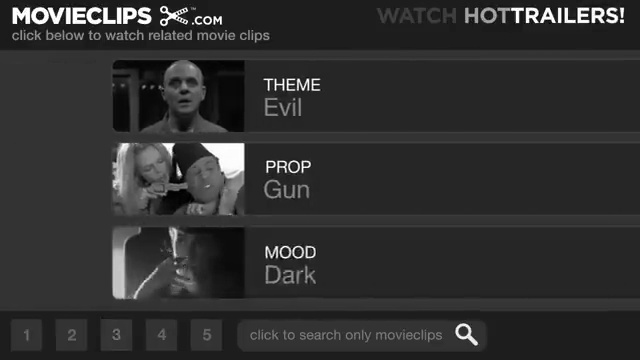 MOVIECLIPS™.COM
WATCH HOTTRAILERS!
click below to watch related movie clips
THEME
Evil
PROP
Gun
MOOD
Dark
1 2 3 4 5 click to search only movieclips